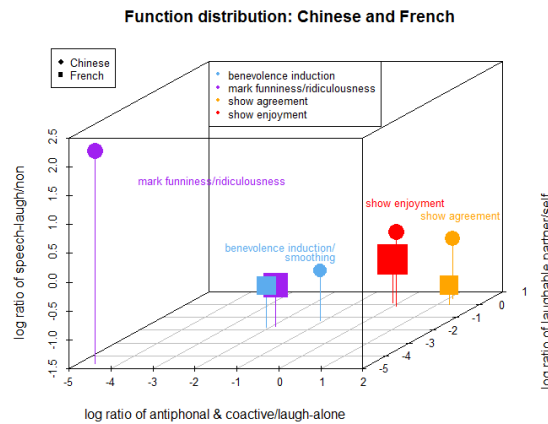 Function distribution: Chinese and French
Chinese
French
benevolence induction
mark funniness/ridiculousness
show agreement
show enjoyment
2.5
2.0
1.5
1.0
0.5
0.0
-0.5
-1.0
-1.5
log ratio of speech-laugh/non
mark funniness/ridiculousness
show enjoyment
show agreement
benevolence induction/
smoothing
1
0
-1
-2
-3
-4
-5
log ratio of laughable partner/self
-5
-4
-3
-2
-1
0
1
2
log ratio of antiphonal & coactive/laugh-alone